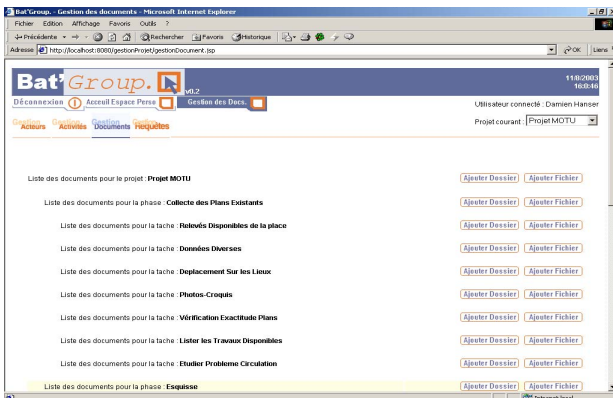 Bat'Group. - Gestion des documents - Microsoft Internet Explorer
Fichier Edition Affichage Favoris Outils ?
Précédente Rechercher Favoris Historique
Adresse http://localhost:8080/gestionProjet/gestionDocument.jsp OK Liens
Bat'Group. v0.2 11/8/2003
16:0:46
Déconnexion Accueil Espace Perso Gestion des Docs. Utilisateur connecté : Damien Hanser
Gestion Acteurs Gestion Activités Gestion Documents Gestion Requêtes Projet courant : Projet MOTU
Liste des documents pour le projet : Projet MOTU Ajouter Dossier Ajouter Fichier
Liste des documents pour la phase : Collecte des Plans Existants Ajouter Dossier Ajouter Fichier
Liste des documents pour la tache : Relevés Disponibles de la place Ajouter Dossier Ajouter Fichier
Liste des documents pour la tache : Données Diverses Ajouter Dossier Ajouter Fichier
Liste des documents pour la tache : Deplacement Sur les Lieux Ajouter Dossier Ajouter Fichier
Liste des documents pour la tache : Photos-Croquis Ajouter Dossier Ajouter Fichier
Liste des documents pour la tache : Vérification Exactitude Plans Ajouter Dossier Ajouter Fichier
Liste des documents pour la tache : Lister les Travaux Disponibles Ajouter Dossier Ajouter Fichier
Liste des documents pour la tache : Etudier Probleme Circulation Ajouter Dossier Ajouter Fichier
Liste des documents pour la phase : Esquisse Ajouter Dossier Ajouter Fichier